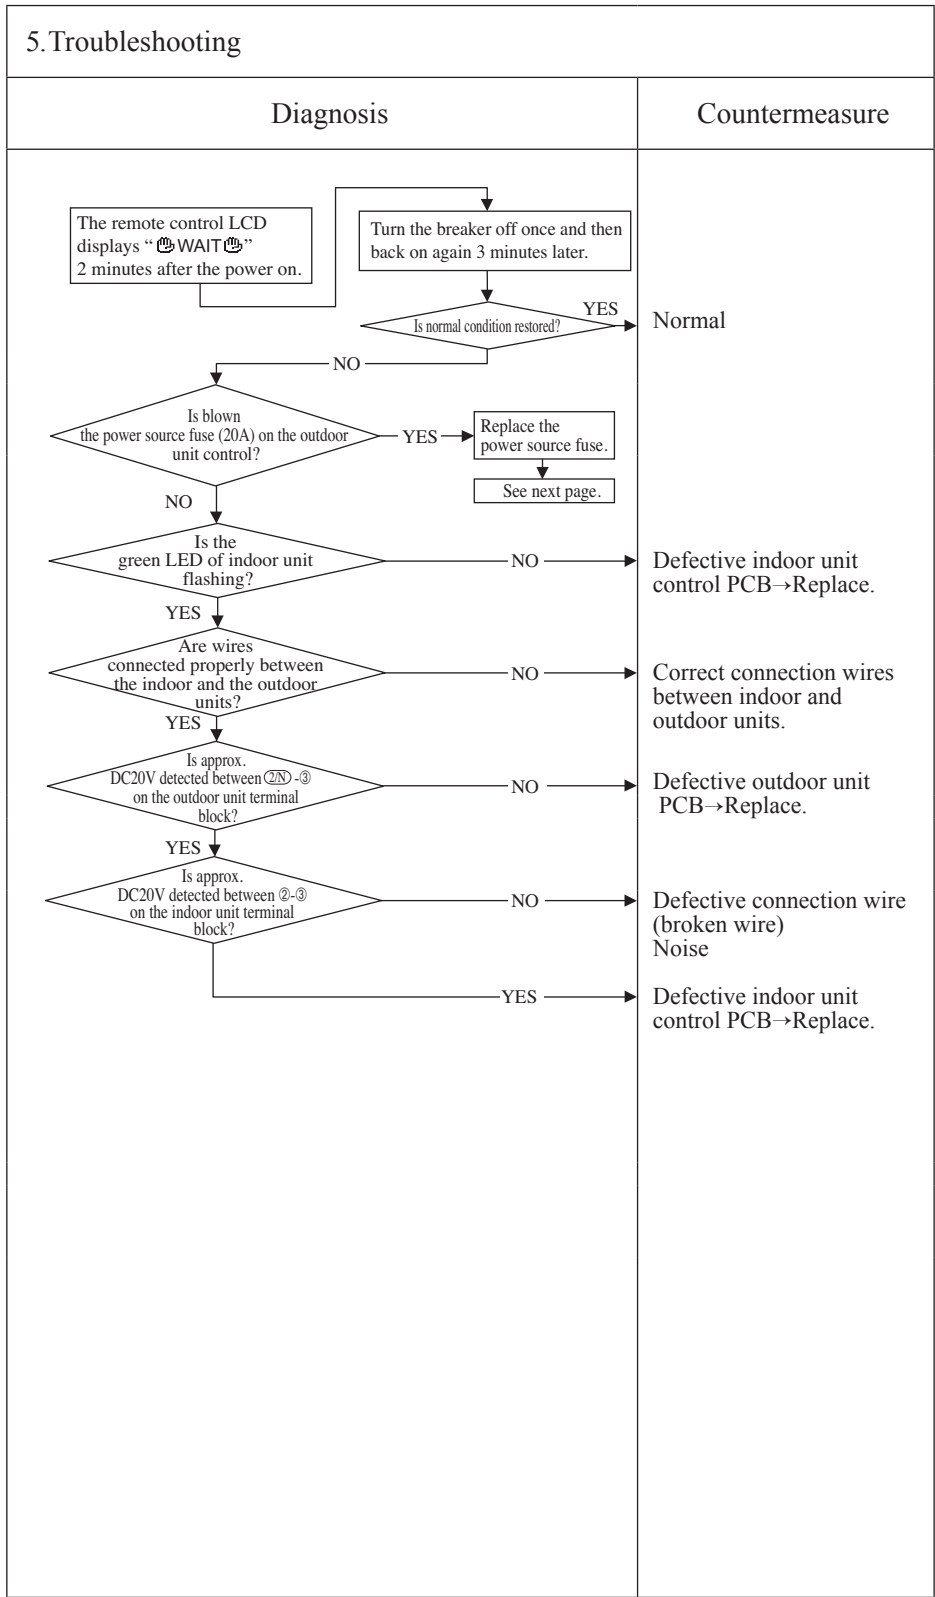 5.Troubleshooting
Diagnosis
Countermeasure
The remote control LCD
displays “ WAIT ”
2 minutes after the power on.
Turn the breaker off once and then
back on again 3 minutes later.
Is normal condition restored?
YES
Normal
NO
Is blown
the power source fuse (20A) on the outdoor
unit control?
YES
Replace the
power source fuse.
See next page.
NO
Is the
green LED of indoor unit
flashing?
NO
Defective indoor unit
control PCB→Replace.
YES
Are wires
connected properly between
the indoor and the outdoor
units?
NO
Correct connection wires
between indoor and
outdoor units.
YES
Is approx.
DC20V detected between 2/N -③
on the outdoor unit terminal
block?
NO
Defective outdoor unit
PCB→Replace.
YES
Is approx.
DC20V detected between ②-③
on the indoor unit terminal
block?
NO
Defective connection wire
(broken wire)
Noise
YES
Defective indoor unit
control PCB→Replace.